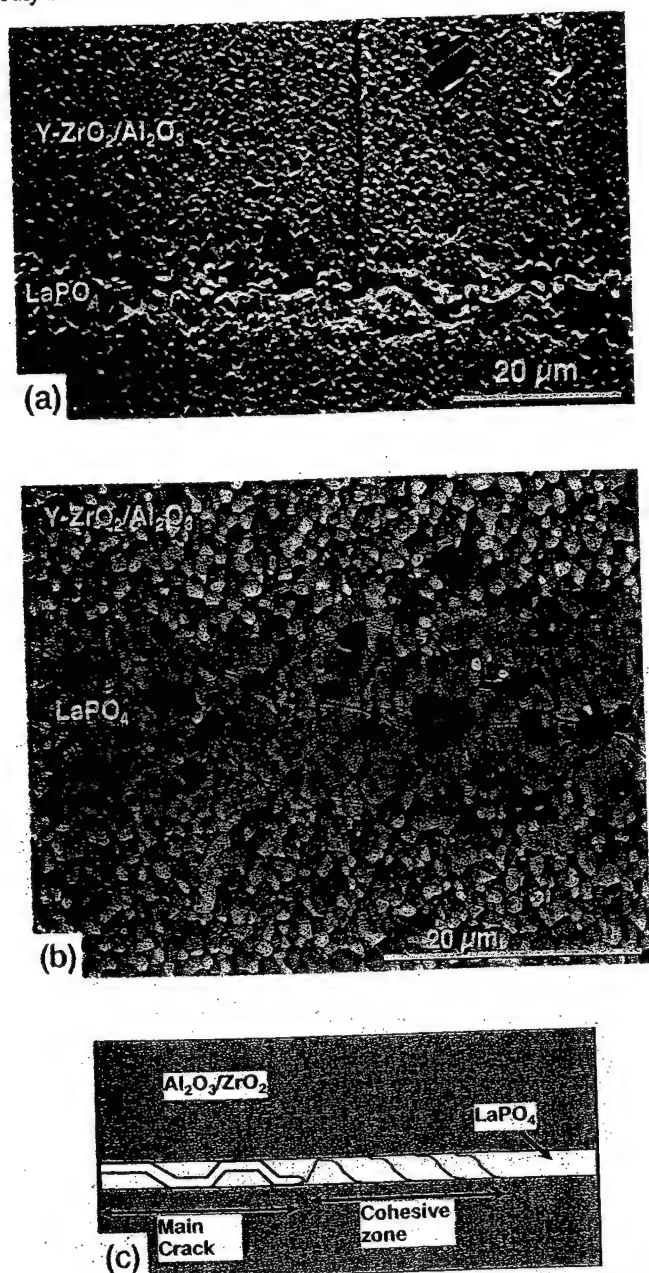 Y-ZrO₂/Al₂O₃
LaPO₄
20 µm
(a)
Y-ZrO₂/Al₂O₃
LaPO₄
20 µm
(b)
Al₂O₃/ZrO₂
LaPO₄
Main
Crack
Cohesive
zone
(c)